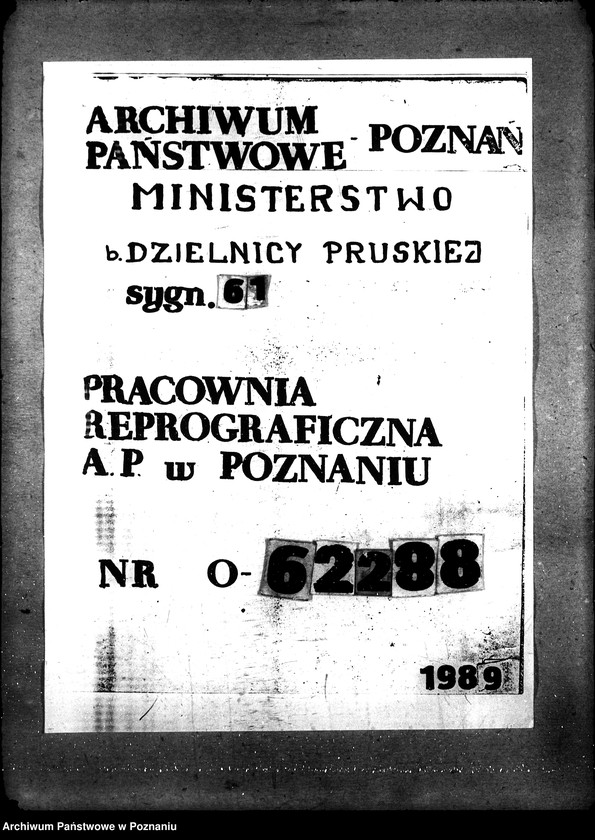 ARCHIWUM
PAŃSTWOWE - POZNAŃ
MINISTERSTWO
b. DZIELNICY PRUSKIEJ
sygn. 61
PRACOWNIA
REPROGRAFICZNA
A.P. w POZNANIU
NR O-62288
1989
Archiwum Państwowe w Poznaniu